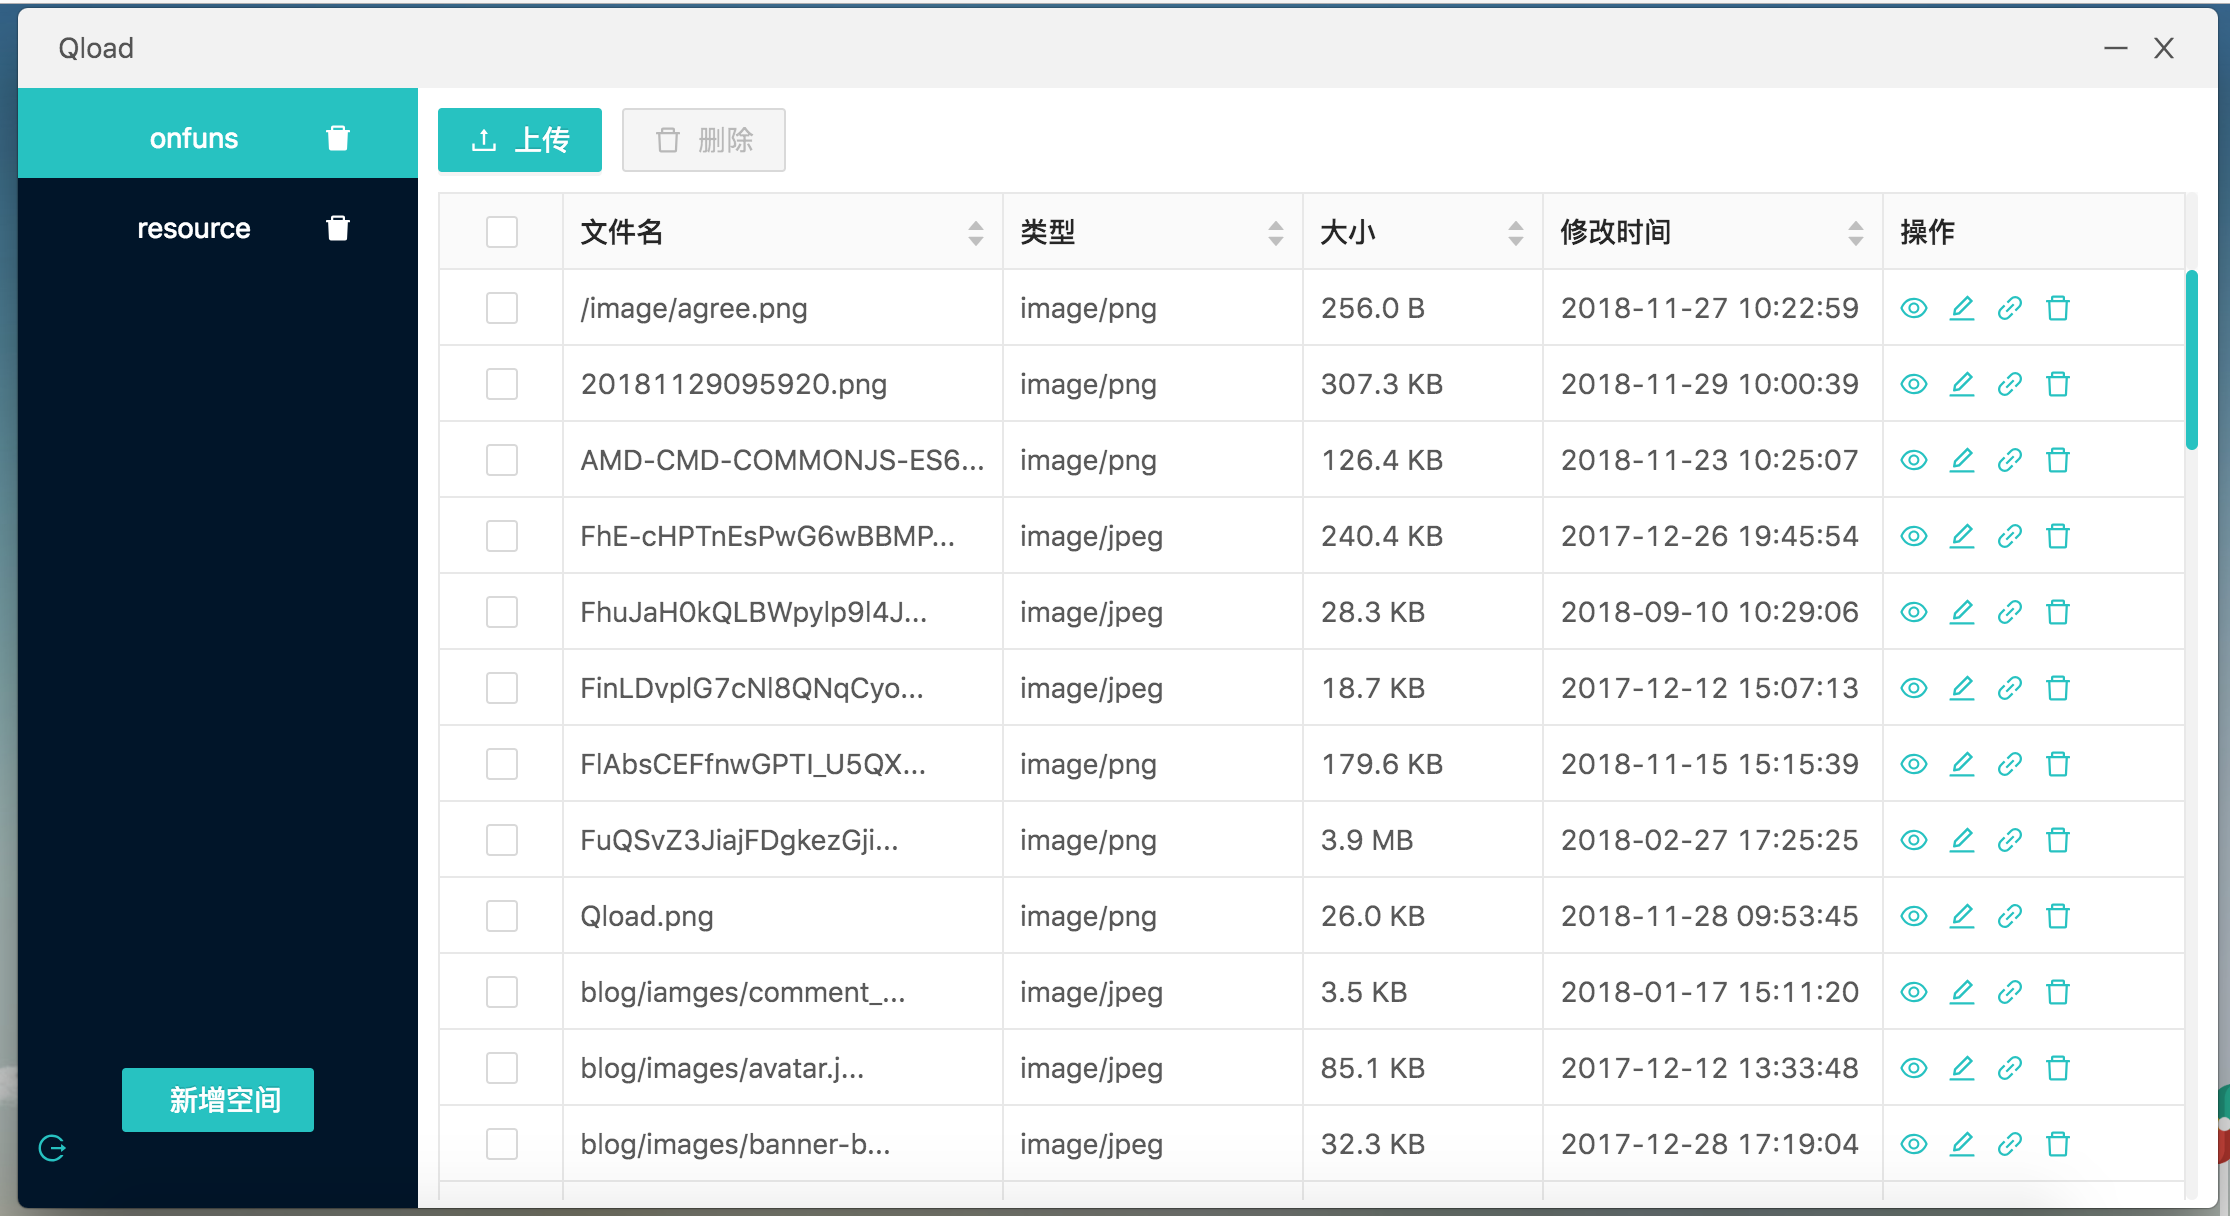 Qload
onfuns
resource
新增空间
上传 删除
文件名 类型 大小 修改时间 操作
/image/agree.png image/png 256.0 B 2018-11-27 10:22:59
20181129095920.png image/png 307.3 KB 2018-11-29 10:00:39
AMD-CMD-COMMONJS-ES6... image/png 126.4 KB 2018-11-23 10:25:07
FhE-cHPTnEsPwG6wBBMP... image/jpeg 240.4 KB 2017-12-26 19:45:54
FhuJaH0kQLBWpylp9l4J... image/jpeg 28.3 KB 2018-09-10 10:29:06
FinLDvplG7cNl8QNqCyo... image/jpeg 18.7 KB 2017-12-12 15:07:13
FlAbsCEFfnwGPTI_U5QX... image/png 179.6 KB 2018-11-15 15:15:39
FuQSvZ3JiajFDgkezGji... image/png 3.9 MB 2018-02-27 17:25:25
Qload.png image/png 26.0 KB 2018-11-28 09:53:45
blog/iamges/comment_... image/jpeg 3.5 KB 2018-01-17 15:11:20
blog/images/avatar.j... image/jpeg 85.1 KB 2017-12-12 13:33:48
blog/images/banner-b... image/jpeg 32.3 KB 2017-12-28 17:19:04